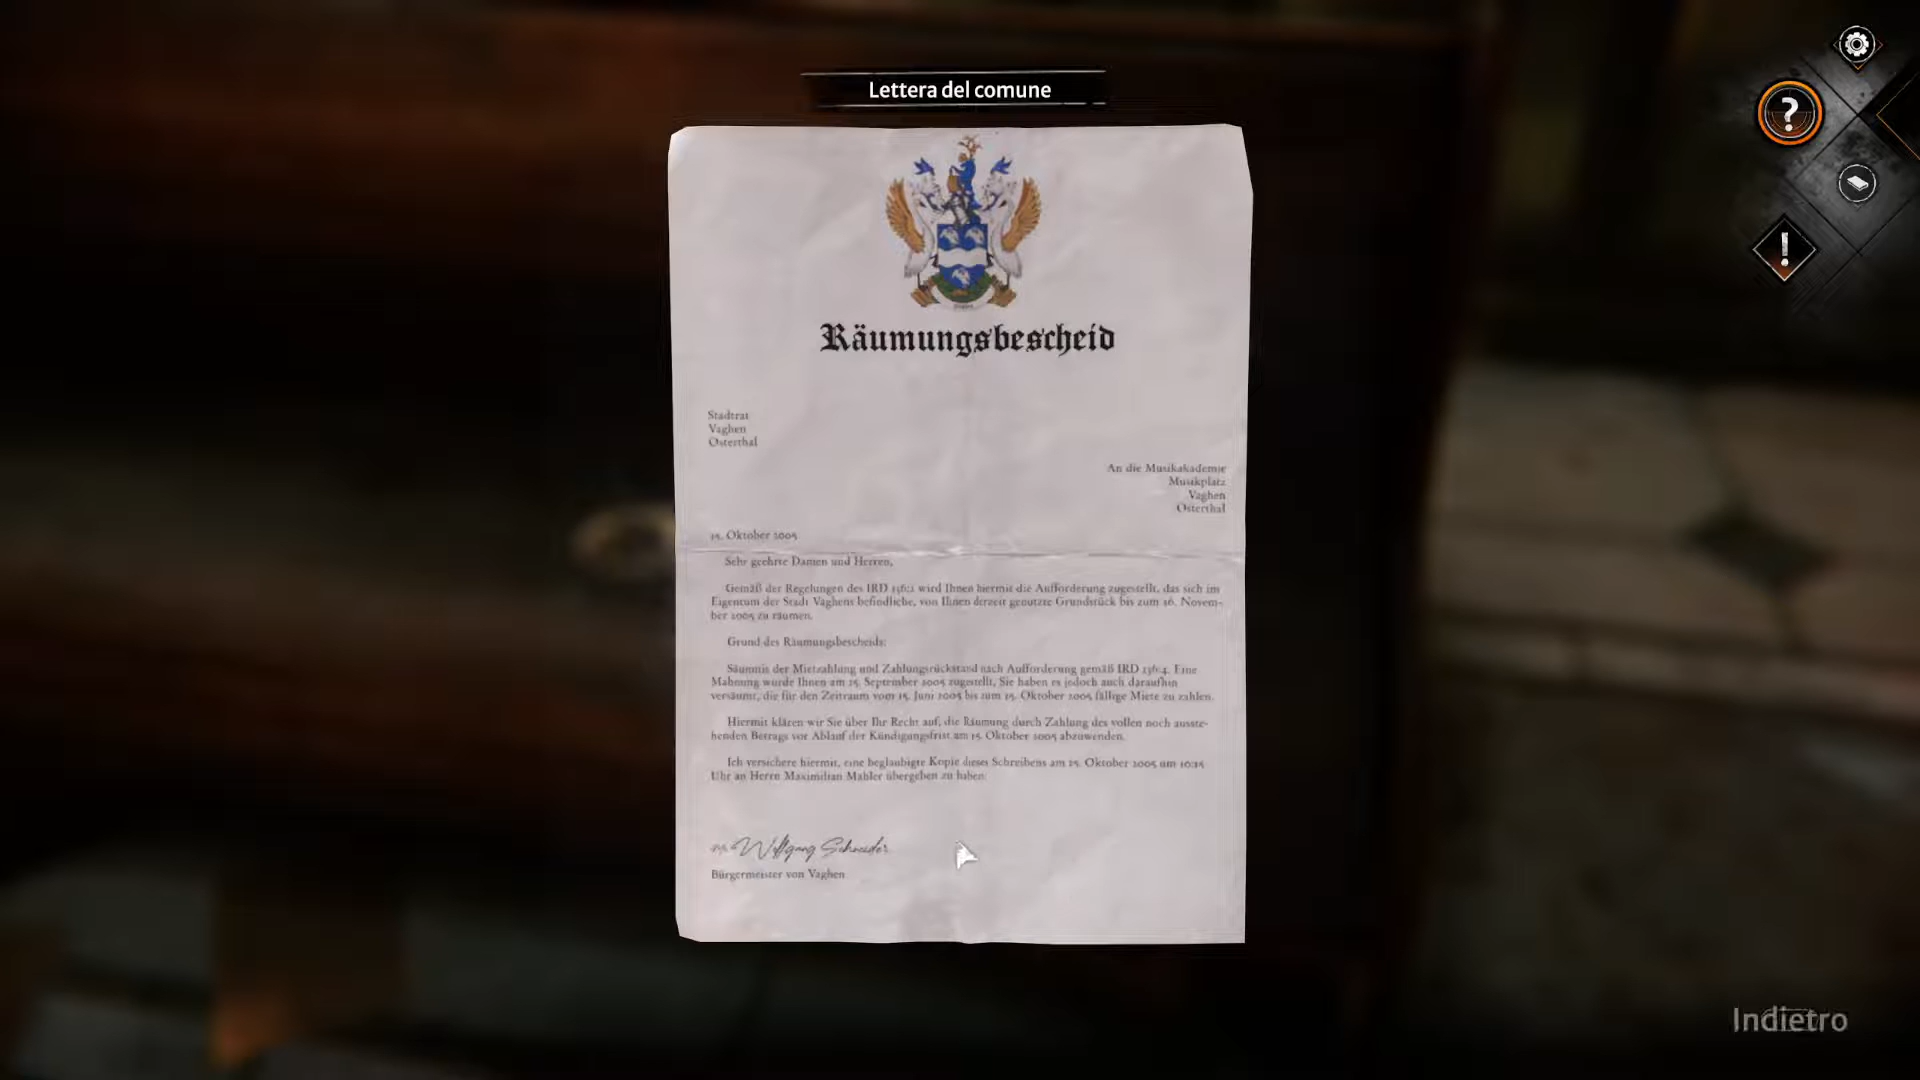 Lettera del comune
Räumungsbescheid
Stadtrat
Vaghen
Osterthal
An die Musikakademie
Musikplatz
Vaghen
Osterthal
15. Oktober 2005
Sehr geehrte Damen und Herren,
Gemäß der Regelungen des IRD wird Ihnen hiermit die Aufforderung zugestellt, das sich im
Eigentum der Stadt Vaghens befindliche, von Ihnen derzeit genutzte Grundstück bis zum 16. Novem-
ber 2005 zu räumen.
Grund des Räumungsbescheids:
Säumnis der Mietzahlung und Zahlungsrückstand nach Aufforderung gemäß IRD Eine
Mahnung wurde Ihnen am 15. September 2005 zugestellt, Sie haben es jedoch auch daraufhin
versäumt, die für den Zeitraum vom 15. Juni 2005 bis zum 15. Oktober 2005 fällige Miete zu zahlen.
Hiermit klären wir Sie über Ihr Recht auf, die Räumung durch Zahlung des vollen noch ausste-
henden Betrags vor Ablauf der Kündigungsfrist am 15. Oktober 2005 abzuwenden.
Ich versichere hiermit, eine beglaubigte Kopie dieses Schreibens am Oktober 2005 um
Uhr an Herrn Maximilian Mahler übergeben zu haben.
Wolfgang Schneider
Bürgermeister von Vaghen
Indietro